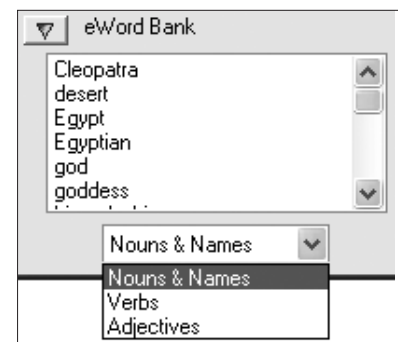 eWord Bank
Cleopatra
desert
Egypt
Egyptian
god
goddess
Nouns & Names
Nouns & Names
Verbs
Adjectives